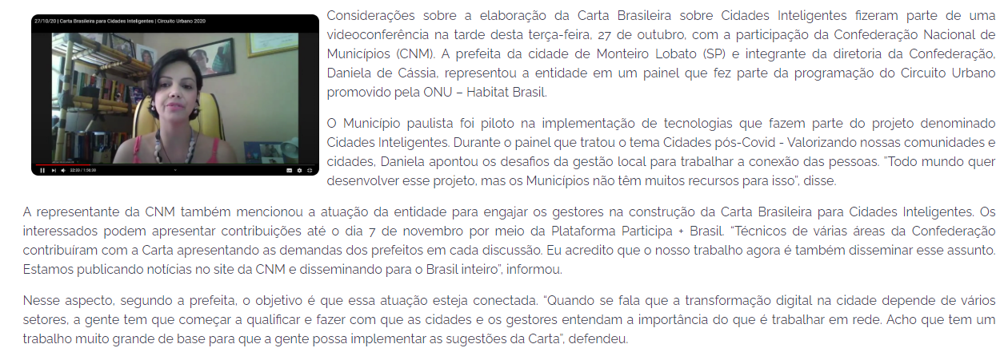 27/10/20 | Carta Brasileira para Cidades Inteligentes | Circuito Urbano 2020
22:33 / 1:56:28
Considerações sobre a elaboração da Carta Brasileira sobre Cidades Inteligentes fizeram parte de uma
videoconferência na tarde desta terça-feira, 27 de outubro, com a participação da Confederação Nacional de
Municípios (CNM). A prefeita da cidade de Monteiro Lobato (SP) e integrante da diretoria da Confederação,
Daniela de Cássia, representou a entidade em um painel que fez parte da programação do Circuito Urbano
promovido pela ONU – Habitat Brasil.
O Município paulista foi piloto na implementação de tecnologias que fazem parte do projeto denominado
Cidades Inteligentes. Durante o painel que tratou o tema Cidades pós-Covid - Valorizando nossas comunidades e
cidades, Daniela apontou os desafios da gestão local para trabalhar a conexão das pessoas. "Todo mundo quer
desenvolver esse projeto, mas os Municípios não têm muitos recursos para isso”, disse.
A representante da CNM também mencionou a atuação da entidade para engajar os gestores na construção da Carta Brasileira para Cidades Inteligentes. Os
interessados podem apresentar contribuições até o dia 7 de novembro por meio da Plataforma Participa + Brasil. “Técnicos de várias áreas da Confederação
contribuíram com a Carta apresentando as demandas dos prefeitos em cada discussão. Eu acredito que o nosso trabalho agora é também disseminar esse assunto.
Estamos publicando notícias no site da CNM e disseminando para o Brasil inteiro”, informou.
Nesse aspecto, segundo a prefeita, o objetivo é que essa atuação esteja conectada. “Quando se fala que a transformação digital na cidade depende de vários
setores, a gente tem que começar a qualificar e fazer com que as cidades e os gestores entendam a importância do que é trabalhar em rede. Acho que tem um
trabalho muito grande de base para que a gente possa implementar as sugestões da Carta”, defendeu.